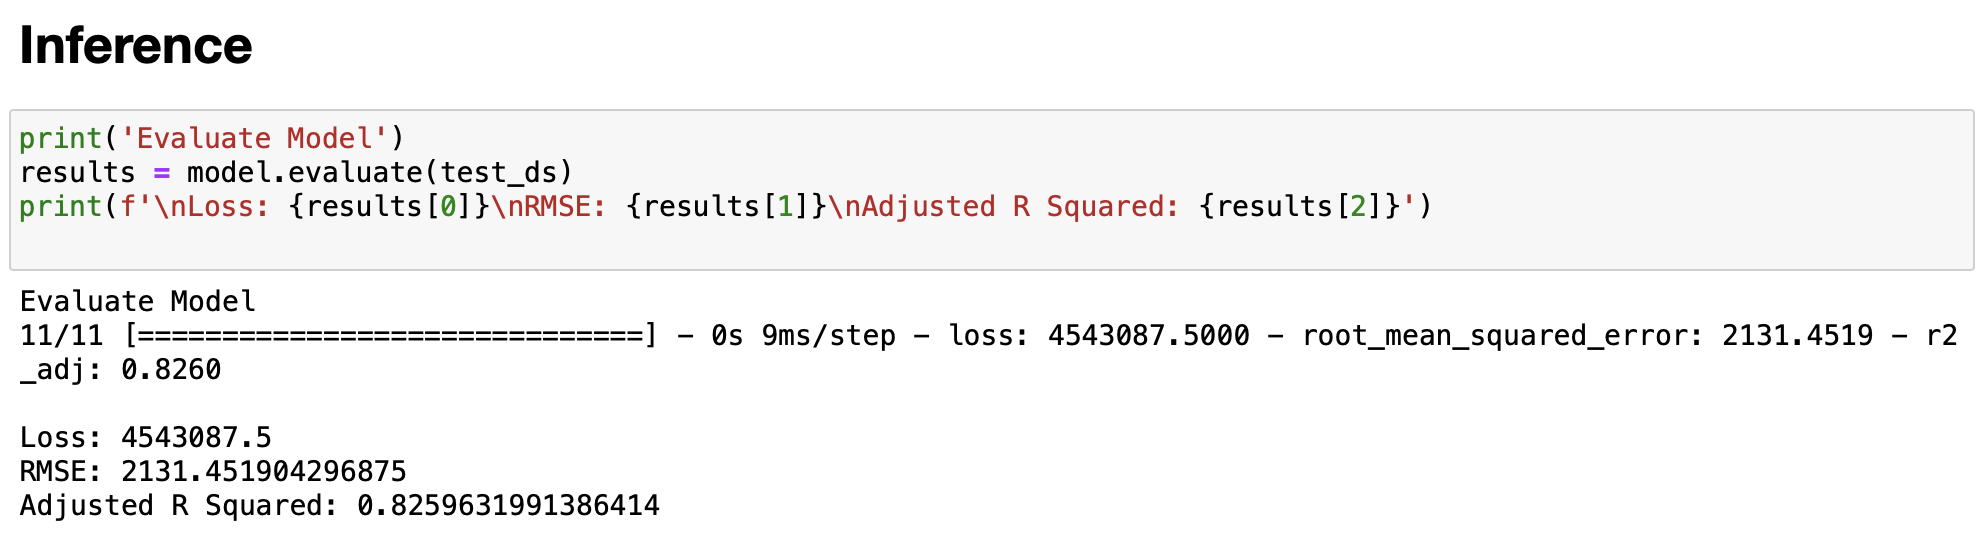 Inference
print('Evaluate Model')
results = model.evaluate(test_ds)
print(f'\nLoss: {results[0]}\nRMSE: {results[1]}\nAdjusted R Squared: {results[2]}')
Evaluate Model
11/11 [==============================] - 0s 9ms/step - loss: 4543087.5000 - root_mean_squared_error: 2131.4519 - r2
_adj: 0.8260
Loss: 4543087.5
RMSE: 2131.451904296875
Adjusted R Squared: 0.8259631991386414